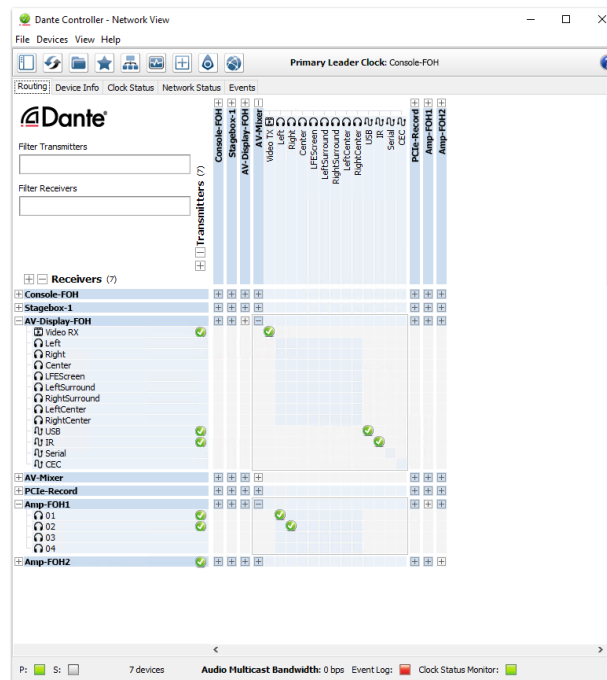 Dante Controller - Network View
File Devices View Help
Primary Leader Clock: Console-FOH
Routing Device Info Clock Status Network Status Events
Dante®
Filter Transmitters
Filter Receivers
Transmitters (7)
Console-FOH
Stagebox-1
AV-Display-FOH
AV-Mixer
Video TX
Left
Right
Center
LFEScreen
LeftSurround
RightSurround
LeftCenter
RightCenter
USB
IR
Serial
CEC
PCIe-Record
Amp-FOH1
Amp-FOH2
Receivers (7)
Console-FOH
Stagebox-1
AV-Display-FOH
Video RX
Left
Right
Center
LFEScreen
LeftSurround
RightSurround
LeftCenter
RightCenter
USB
IR
Serial
CEC
AV-Mixer
PCIe-Record
Amp-FOH1
01
02
03
04
Amp-FOH2
P: S: 7 devices Audio Multicast Bandwidth: 0 bps Event Log: Clock Status Monitor: